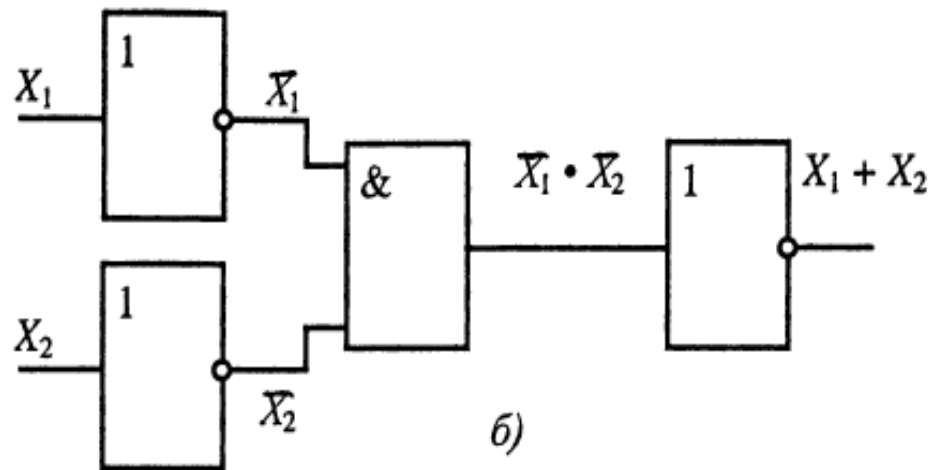 1
X₁
X̅₁
&
X̅₁ • X̅₂
1
X₁ + X₂
1
X₂
X̅₂
б)